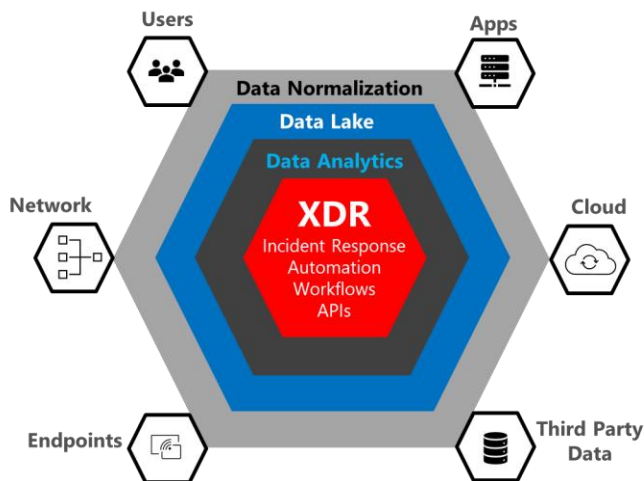 Users
Apps
Data Normalization
Data Lake
Data Analytics
Network
Cloud
XDR
Incident Response
Automation
Workflows
APIs
Endpoints
Third Party
Data